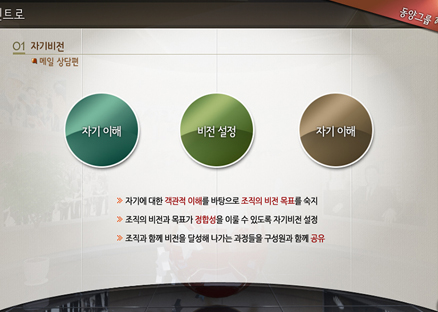 인트로
동양그룹
01 자기비전
메일 상담편
자기 이해
비전 설정
자기 이해
자기에 대한 객관적 이해를 바탕으로 조직의 비전 목표를 숙지
조직의 비전과 목표가 정합성을 이룰 수 있도록 자기비전 설정
조직과 함께 비전을 달성해 나가는 과정들을 구성원과 함께 공유